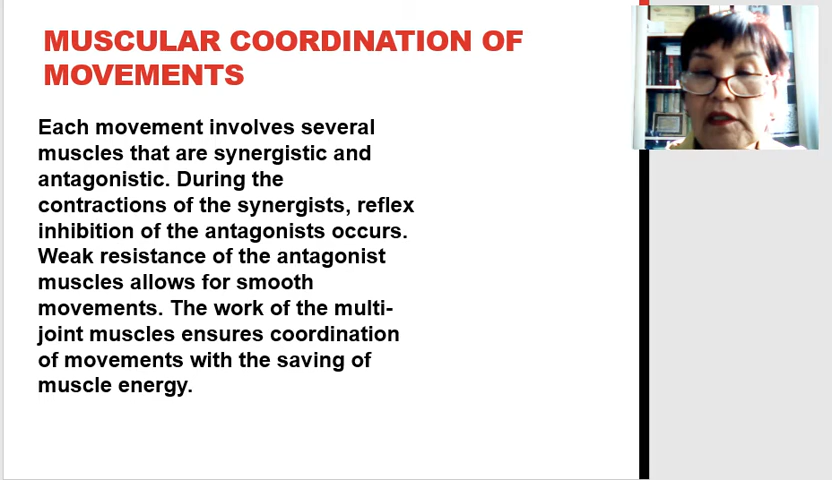 MUSCULAR COORDINATION OF
MOVEMENTS
Each movement involves several
muscles that are synergistic and
antagonistic. During the
contractions of the synergists, reflex
inhibition of the antagonists occurs.
Weak resistance of the antagonist
muscles allows for smooth
movements. The work of the multi-
joint muscles ensures coordination
of movements with the saving of
muscle energy.